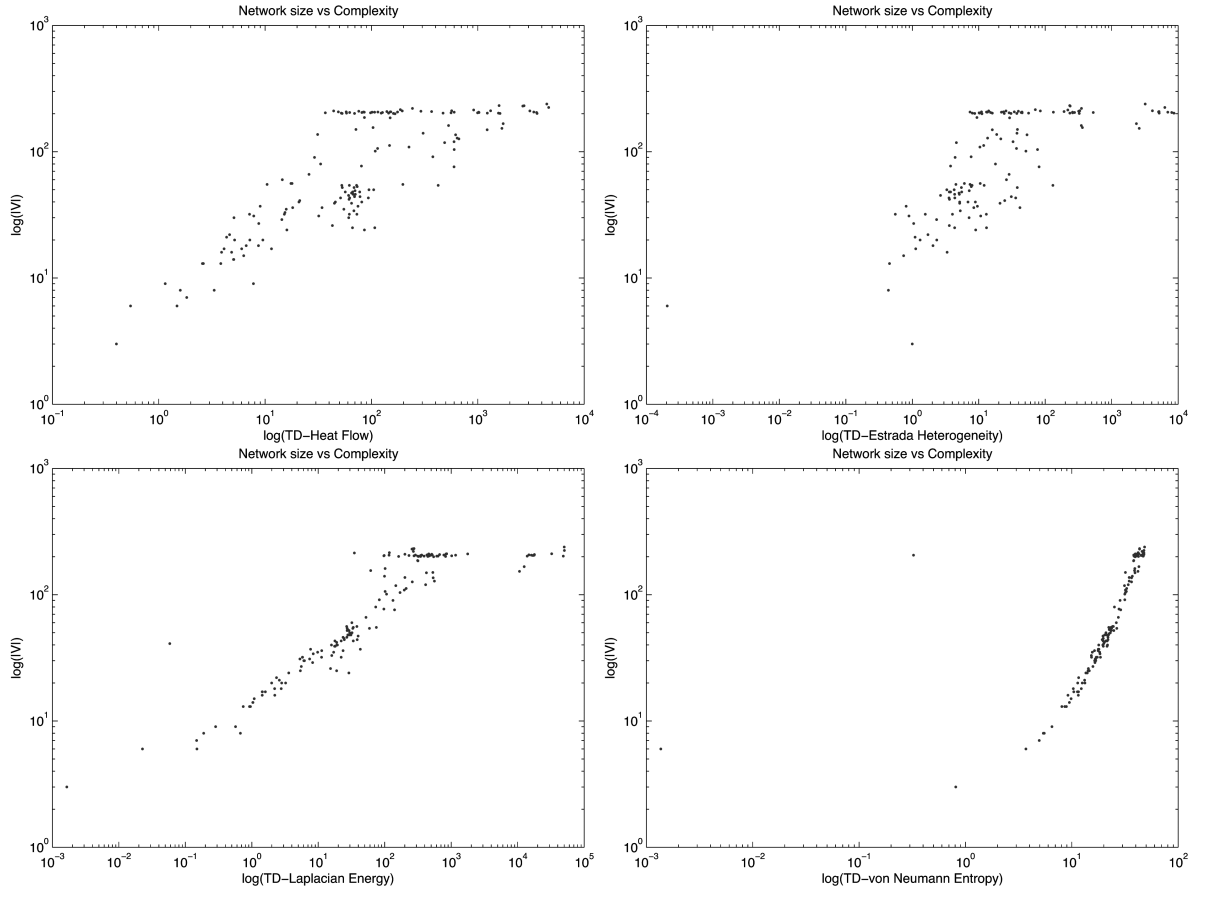 Network size vs Complexity
Network size vs Complexity
10^3
10^2
10^1
10^0
log(|V|)
10^−1 10^0 10^1 10^2 10^3 10^4
log(TD−Heat Flow)
10^3
10^2
10^1
10^0
log(|V|)
10^−4 10^−3 10^−2 10^−1 10^0 10^1 10^2 10^3 10^4
log(TD−Estrada Heterogeneity)
Network size vs Complexity
Network size vs Complexity
10^3
10^2
10^1
10^0
log(|V|)
10^−3 10^−2 10^−1 10^0 10^1 10^2 10^3 10^4 10^5
log(TD−Laplacian Energy)
10^3
10^2
10^1
10^0
log(|V|)
10^−3 10^−2 10^−1 10^0 10^1 10^2
log(TD−von Neumann Entropy)